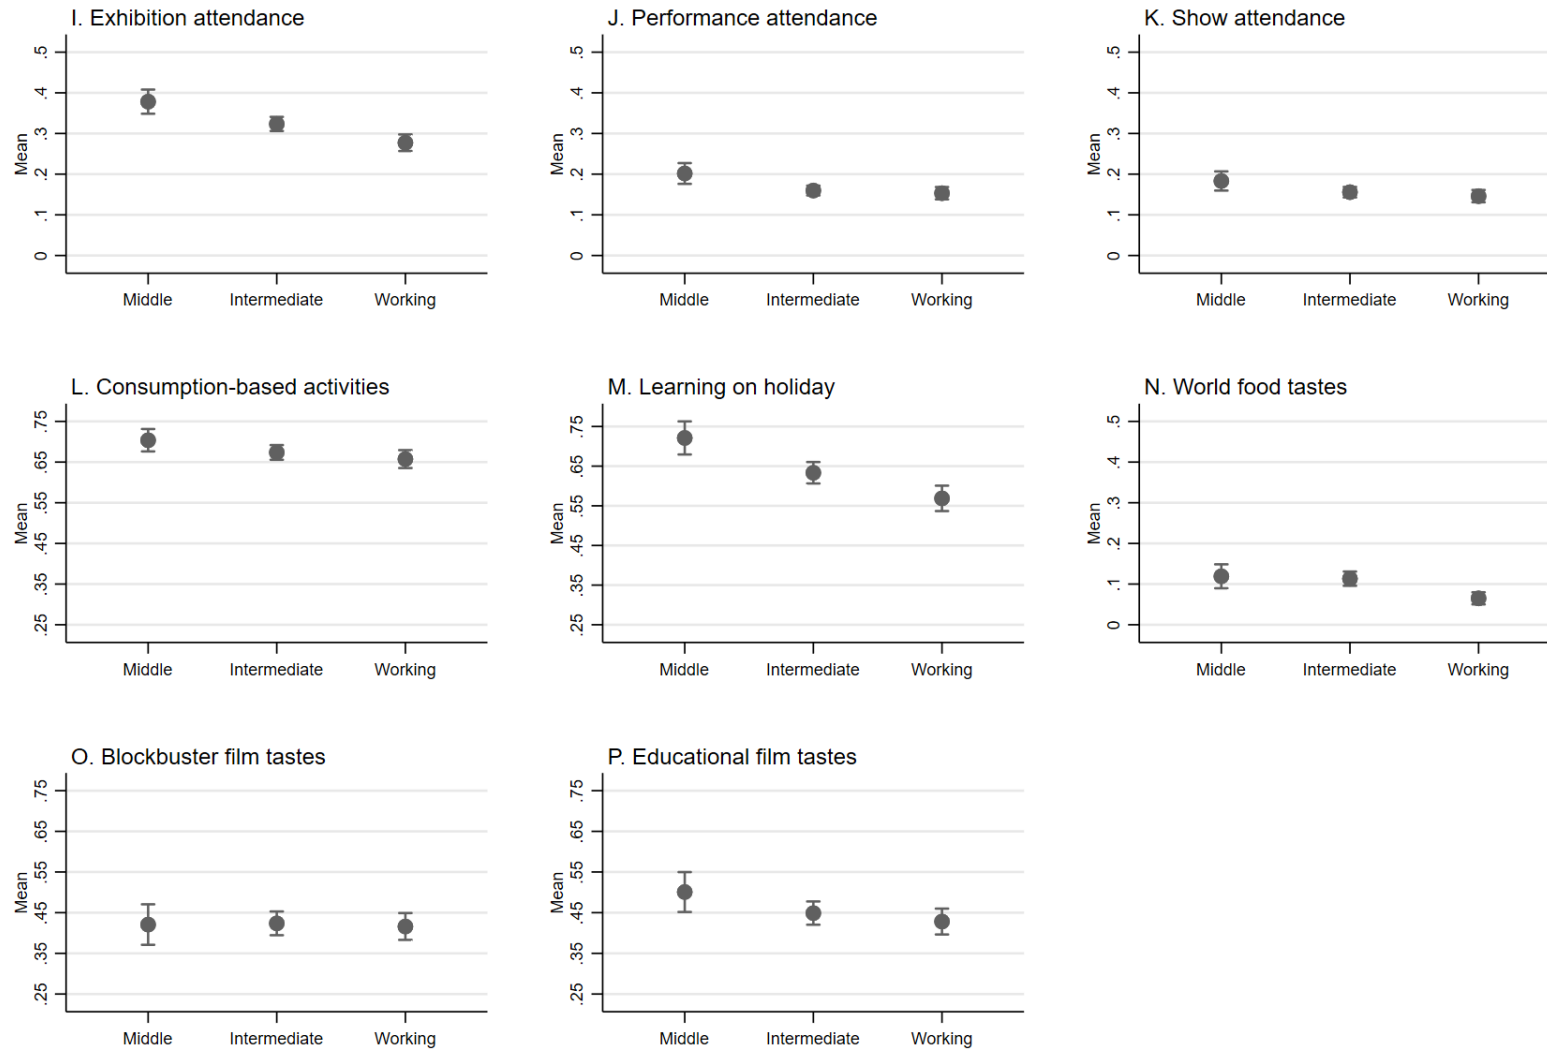 I. Exhibition attendance
Mean
.5
.4
.3
.2
.1
0
Middle Intermediate Working
J. Performance attendance
Mean
.5
.4
.3
.2
.1
0
Middle Intermediate Working
K. Show attendance
Mean
.5
.4
.3
.2
.1
0
Middle Intermediate Working
L. Consumption-based activities
Mean
.75
.65
.55
.45
.35
.25
Middle Intermediate Working
M. Learning on holiday
Mean
.75
.65
.55
.45
.35
.25
Middle Intermediate Working
N. World food tastes
Mean
.5
.4
.3
.2
.1
0
Middle Intermediate Working
O. Blockbuster film tastes
Mean
.75
.65
.55
.45
.35
.25
Middle Intermediate Working
P. Educational film tastes
Mean
.75
.65
.55
.45
.35
.25
Middle Intermediate Working